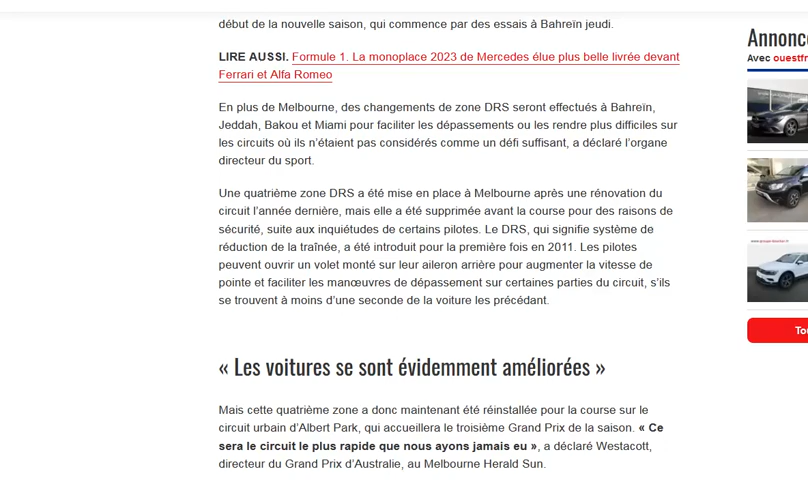 début de la nouvelle saison, qui commence par des essais à Bahreïn jeudi.
LIRE AUSSI. Formule 1. La monoplace 2023 de Mercedes élue plus belle livrée devant
Ferrari et Alfa Romeo
En plus de Melbourne, des changements de zone DRS seront effectués à Bahreïn,
Jeddah, Bakou et Miami pour faciliter les dépassements ou les rendre plus difficiles sur
les circuits où ils n’étaient pas considérés comme un défi suffisant, a déclaré l’organe
directeur du sport.
Une quatrième zone DRS a été mise en place à Melbourne après une rénovation du
circuit l’année dernière, mais elle a été supprimée avant la course pour des raisons de
sécurité, suite aux inquiétudes de certains pilotes. Le DRS, qui signifie système de
réduction de la traînée, a été introduit pour la première fois en 2011. Les pilotes
peuvent ouvrir un volet monté sur leur aileron arrière pour augmenter la vitesse de
pointe et faciliter les manœuvres de dépassement sur certaines parties du circuit, s’ils
se trouvent à moins d’une seconde de la voiture les précédant.
« Les voitures se sont évidemment améliorées »
Mais cette quatrième zone a donc maintenant été réinstallée pour la course sur le
circuit urbain d’Albert Park, qui accueillera le troisième Grand Prix de la saison. « Ce
sera le circuit le plus rapide que nous ayons jamais eu », a déclaré Westacott,
directeur du Grand Prix d’Australie, au Melbourne Herald Sun.
Annonc
Avec ouestfr
To